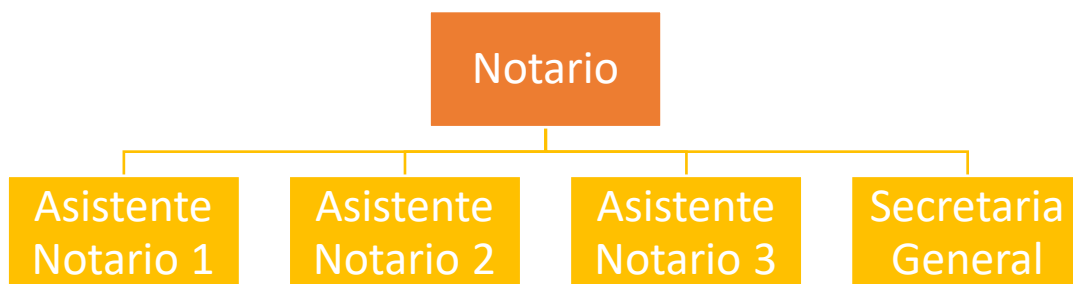 Notario
Asistente
Notario 1
Asistente
Notario 2
Asistente
Notario 3
Secretaria
General